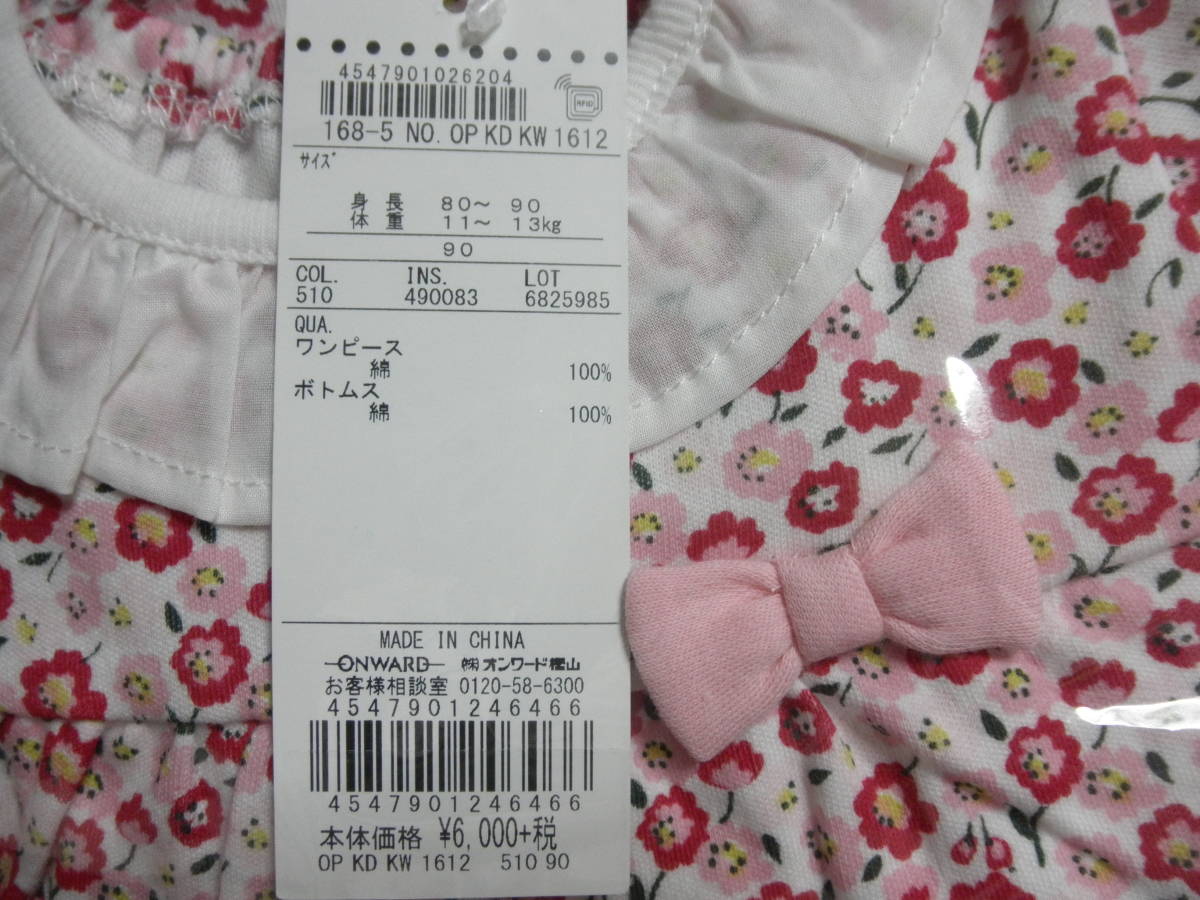 4547901026204
RFID
168-5 NO. OP KD KW 1612
サイズ
身長 80～ 90
体重 11～ 13kg
90
COL. INS. LOT
510 490083 6825985
QUA.
ワンピース
綿 100%
ボトムス
綿 100%
MADE IN CHINA
ONWARD ㈱オンワード樫山
お客様相談室 0120-58-6300
4547901246466
4547901246466
本体価格 ¥6,000+税
OP KD KW 1612 510 90